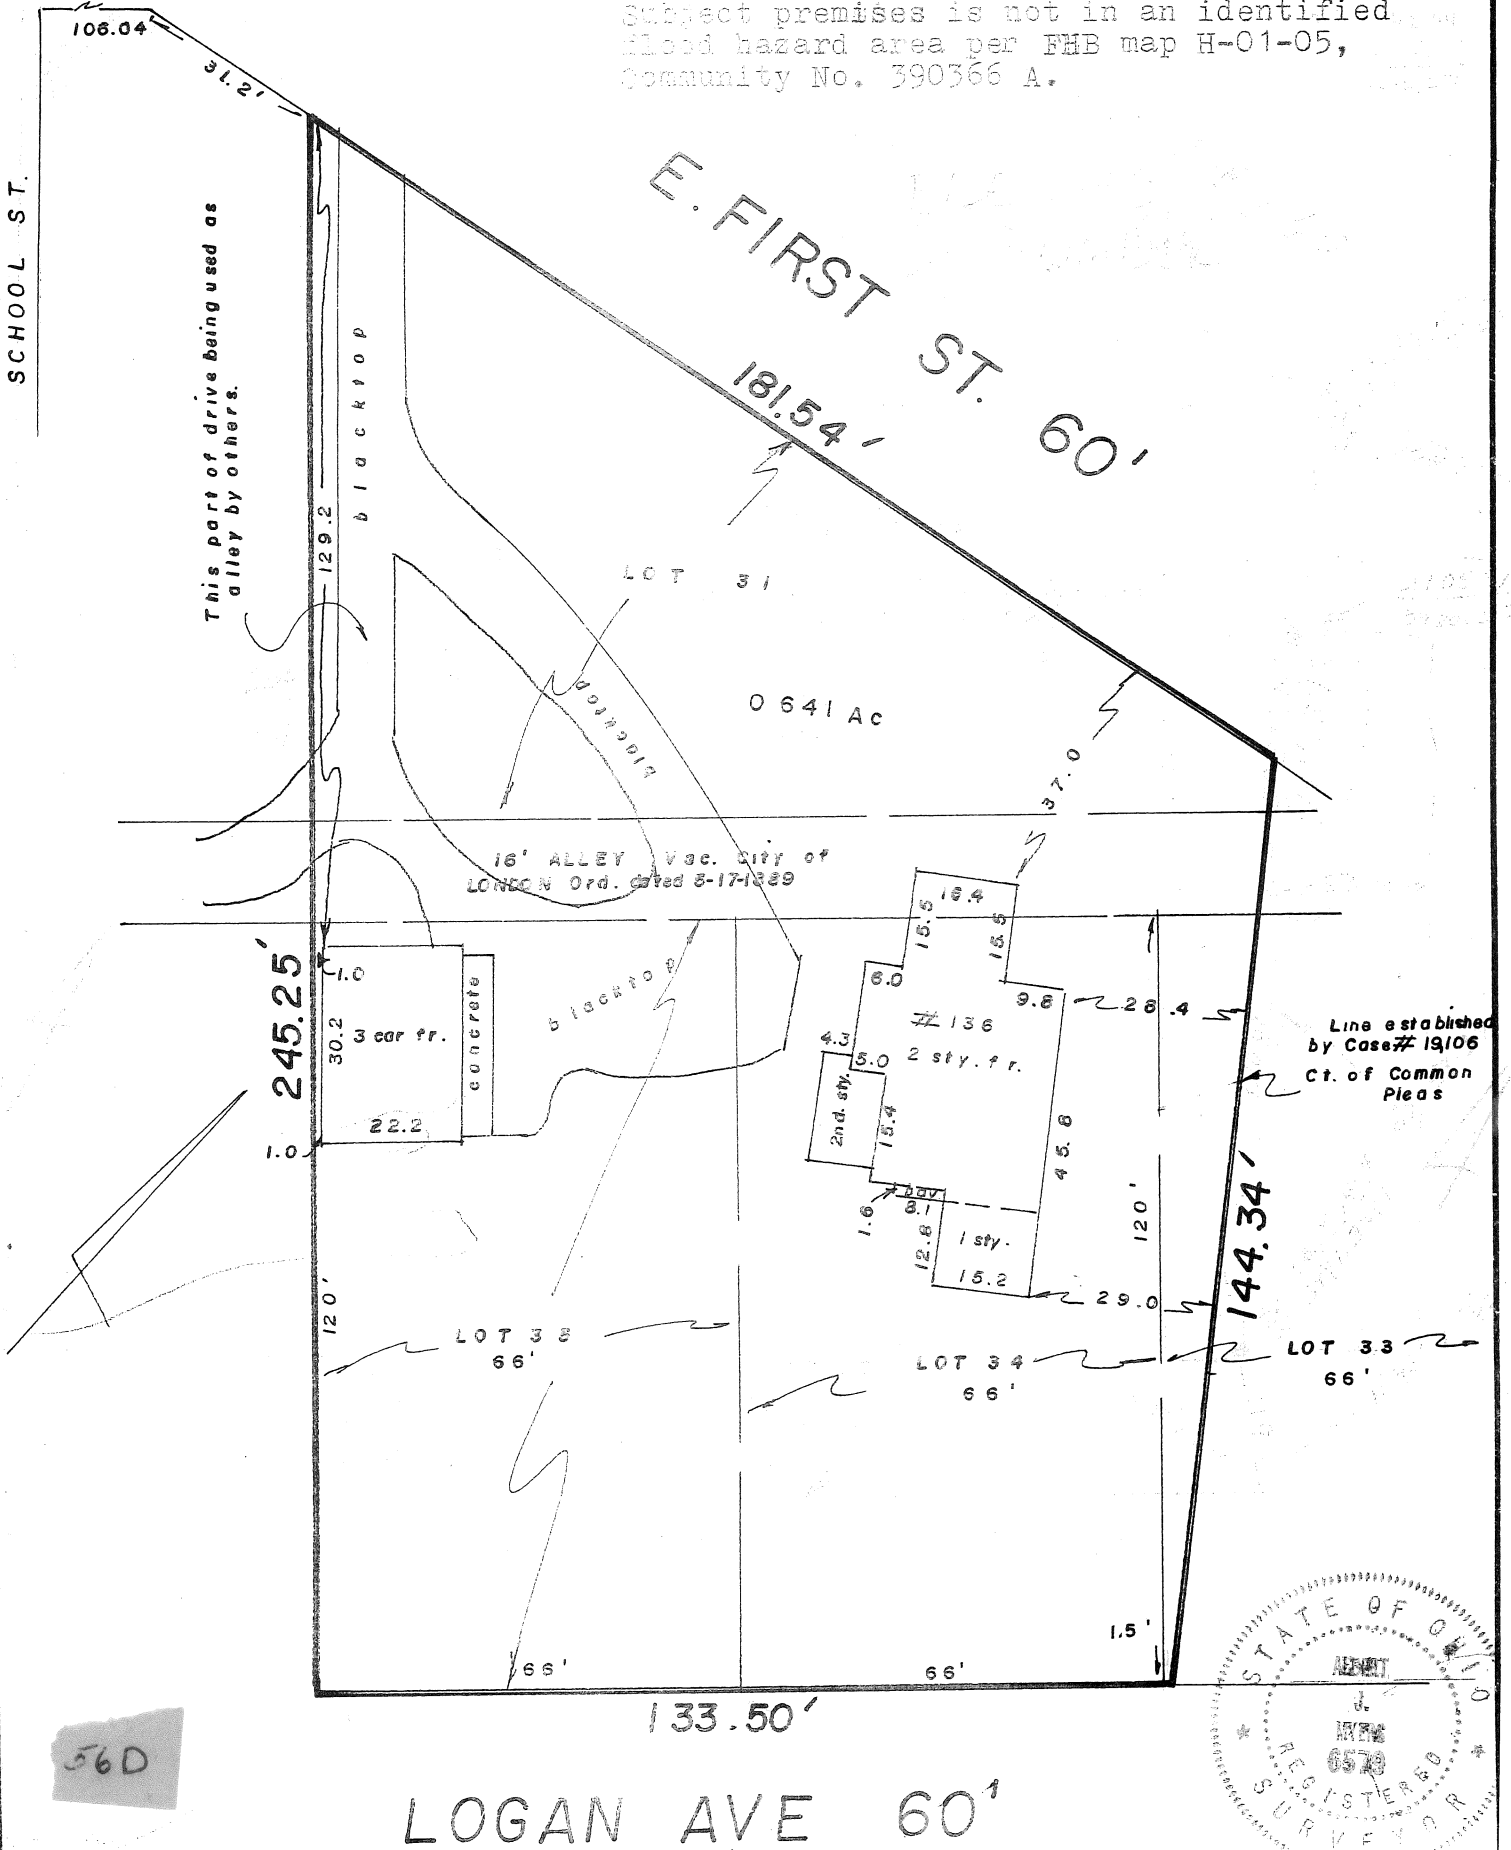 Subject premises is not in an identified
flood hazard area per FHB map H-01-05,
Community No. 390366 A.
106.04
31.2'
SCHOOL ST.
E. FIRST ST. 60'
This part of drive being used as
alley by others.
blacktop
129.2
181.54'
LOT 31
blacktop
0 641 Ac
37.0
16' ALLEY Vac. City of
LONDON Ord. dated 5-17-1889
245.25'
1.0
30.2
3 car fr.
concrete
22.2
1.0
blacktop
16.4
15.5
15.5
6.0
9.8
28.4
# 136
2 sty. fr.
4.3
5.0
2nd. sty.
15.4
45.8
bay
8.1
1.6
12.8
1 sty.
15.2
29.0
120'
144.34'
Line established
by Case# 19,106
Ct. of Common
Pleas
120'
LOT 35
66'
LOT 34
66'
LOT 33
66'
1.5'
66'
66'
133.50'
56D
LOGAN AVE 60'
STATE OF OHIO
J.
6579
REGISTERED
SURVEYOR